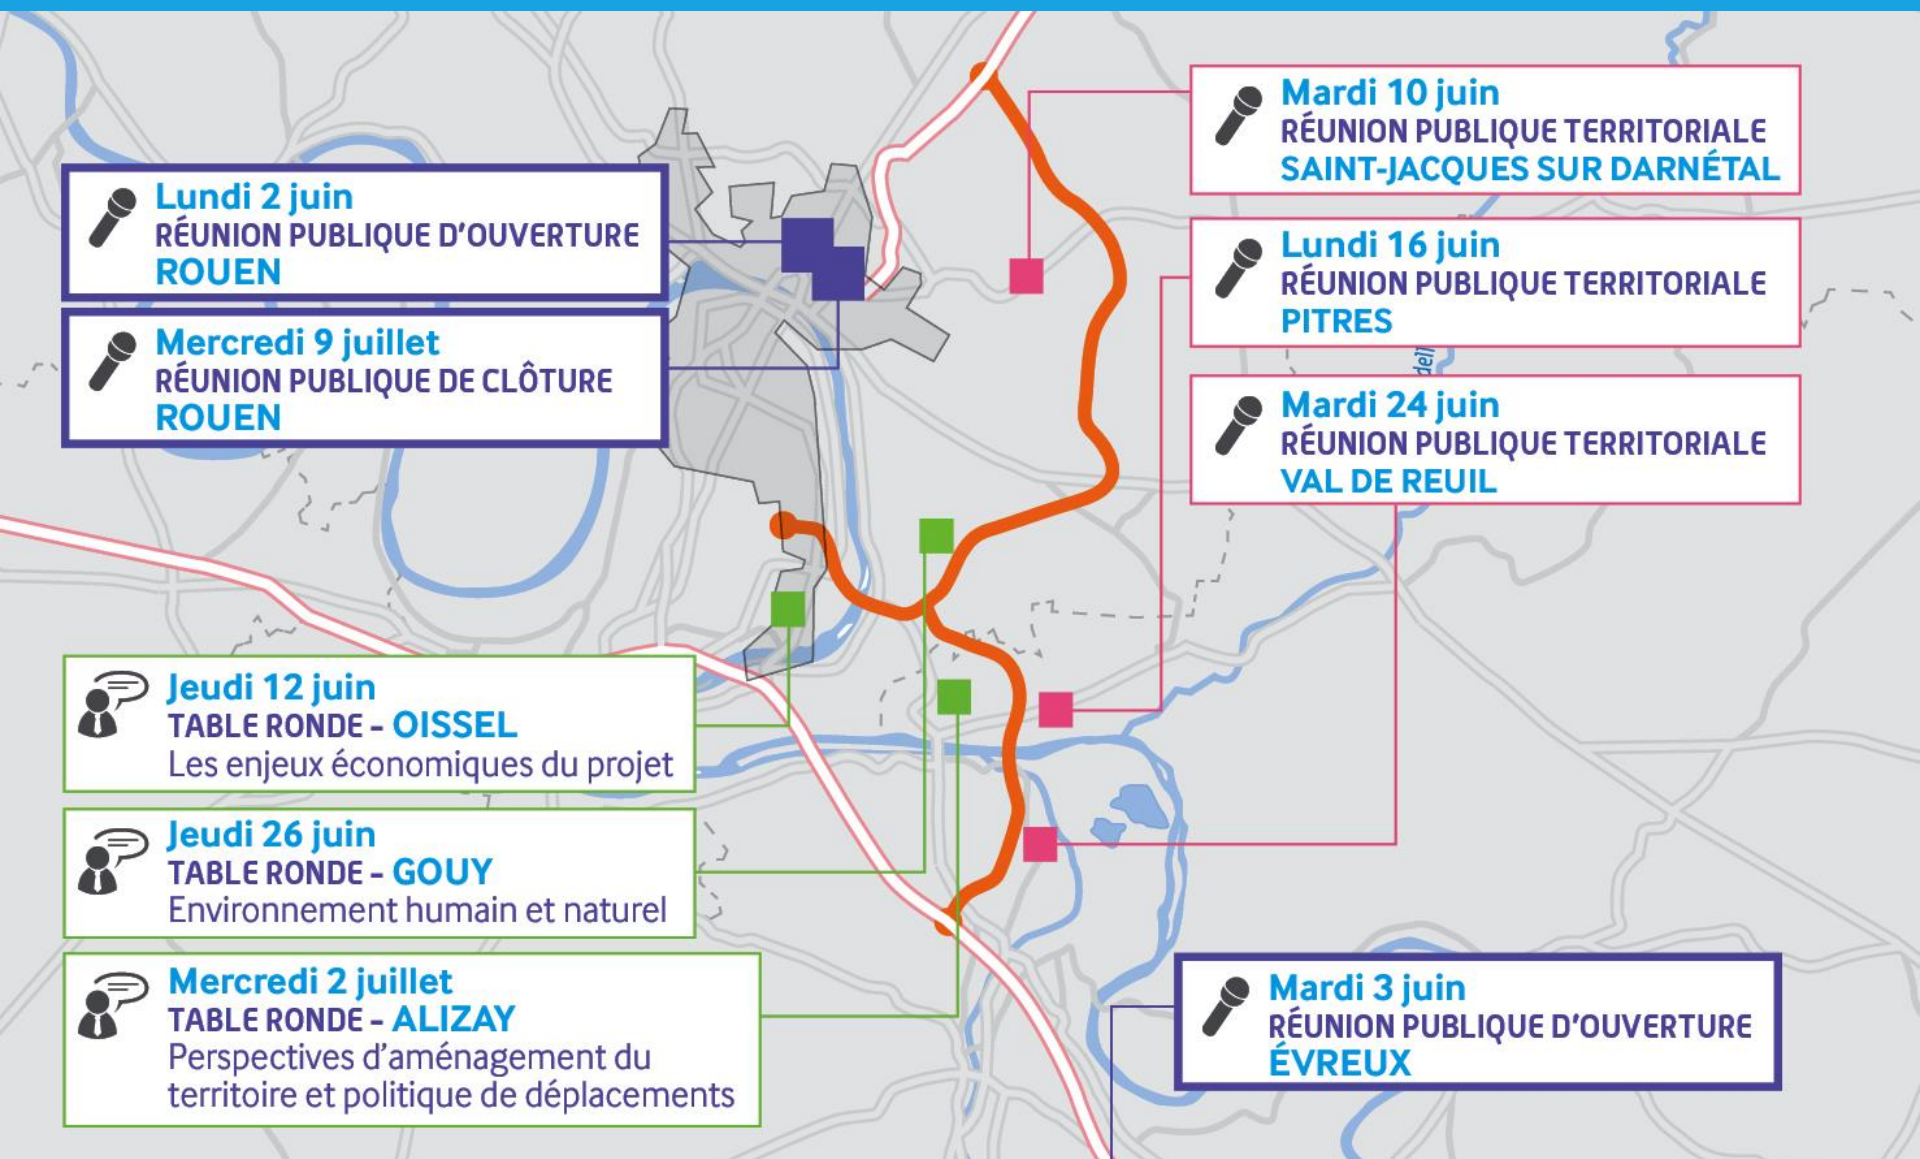 Lundi 2 juin
RÉUNION PUBLIQUE D'OUVERTURE
ROUEN
Mercredi 9 juillet
RÉUNION PUBLIQUE DE CLÔTURE
ROUEN
Jeudi 12 juin
TABLE RONDE - OISSEL
Les enjeux économiques du projet
Jeudi 26 juin
TABLE RONDE - GOUY
Environnement humain et naturel
Mercredi 2 juillet
TABLE RONDE - ALIZAY
Perspectives d'aménagement du
territoire et politique de déplacements
Mardi 10 juin
RÉUNION PUBLIQUE TERRITORIALE
SAINT-JACQUES SUR DARNÉTAL
Lundi 16 juin
RÉUNION PUBLIQUE TERRITORIALE
PITRES
Mardi 24 juin
RÉUNION PUBLIQUE TERRITORIALE
VAL DE REUIL
Mardi 3 juin
RÉUNION PUBLIQUE D'OUVERTURE
ÉVREUX